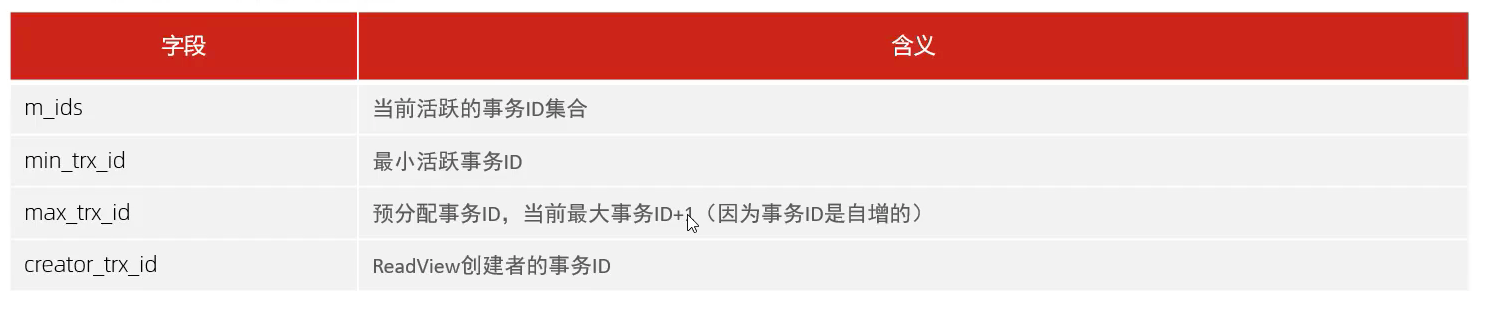 字段 含义
m_ids 当前活跃的事务ID集合
min_trx_id 最小活跃事务ID
max_trx_id 预分配事务ID，当前最大事务ID+1（因为事务ID是自增的）
creator_trx_id ReadView创建者的事务ID